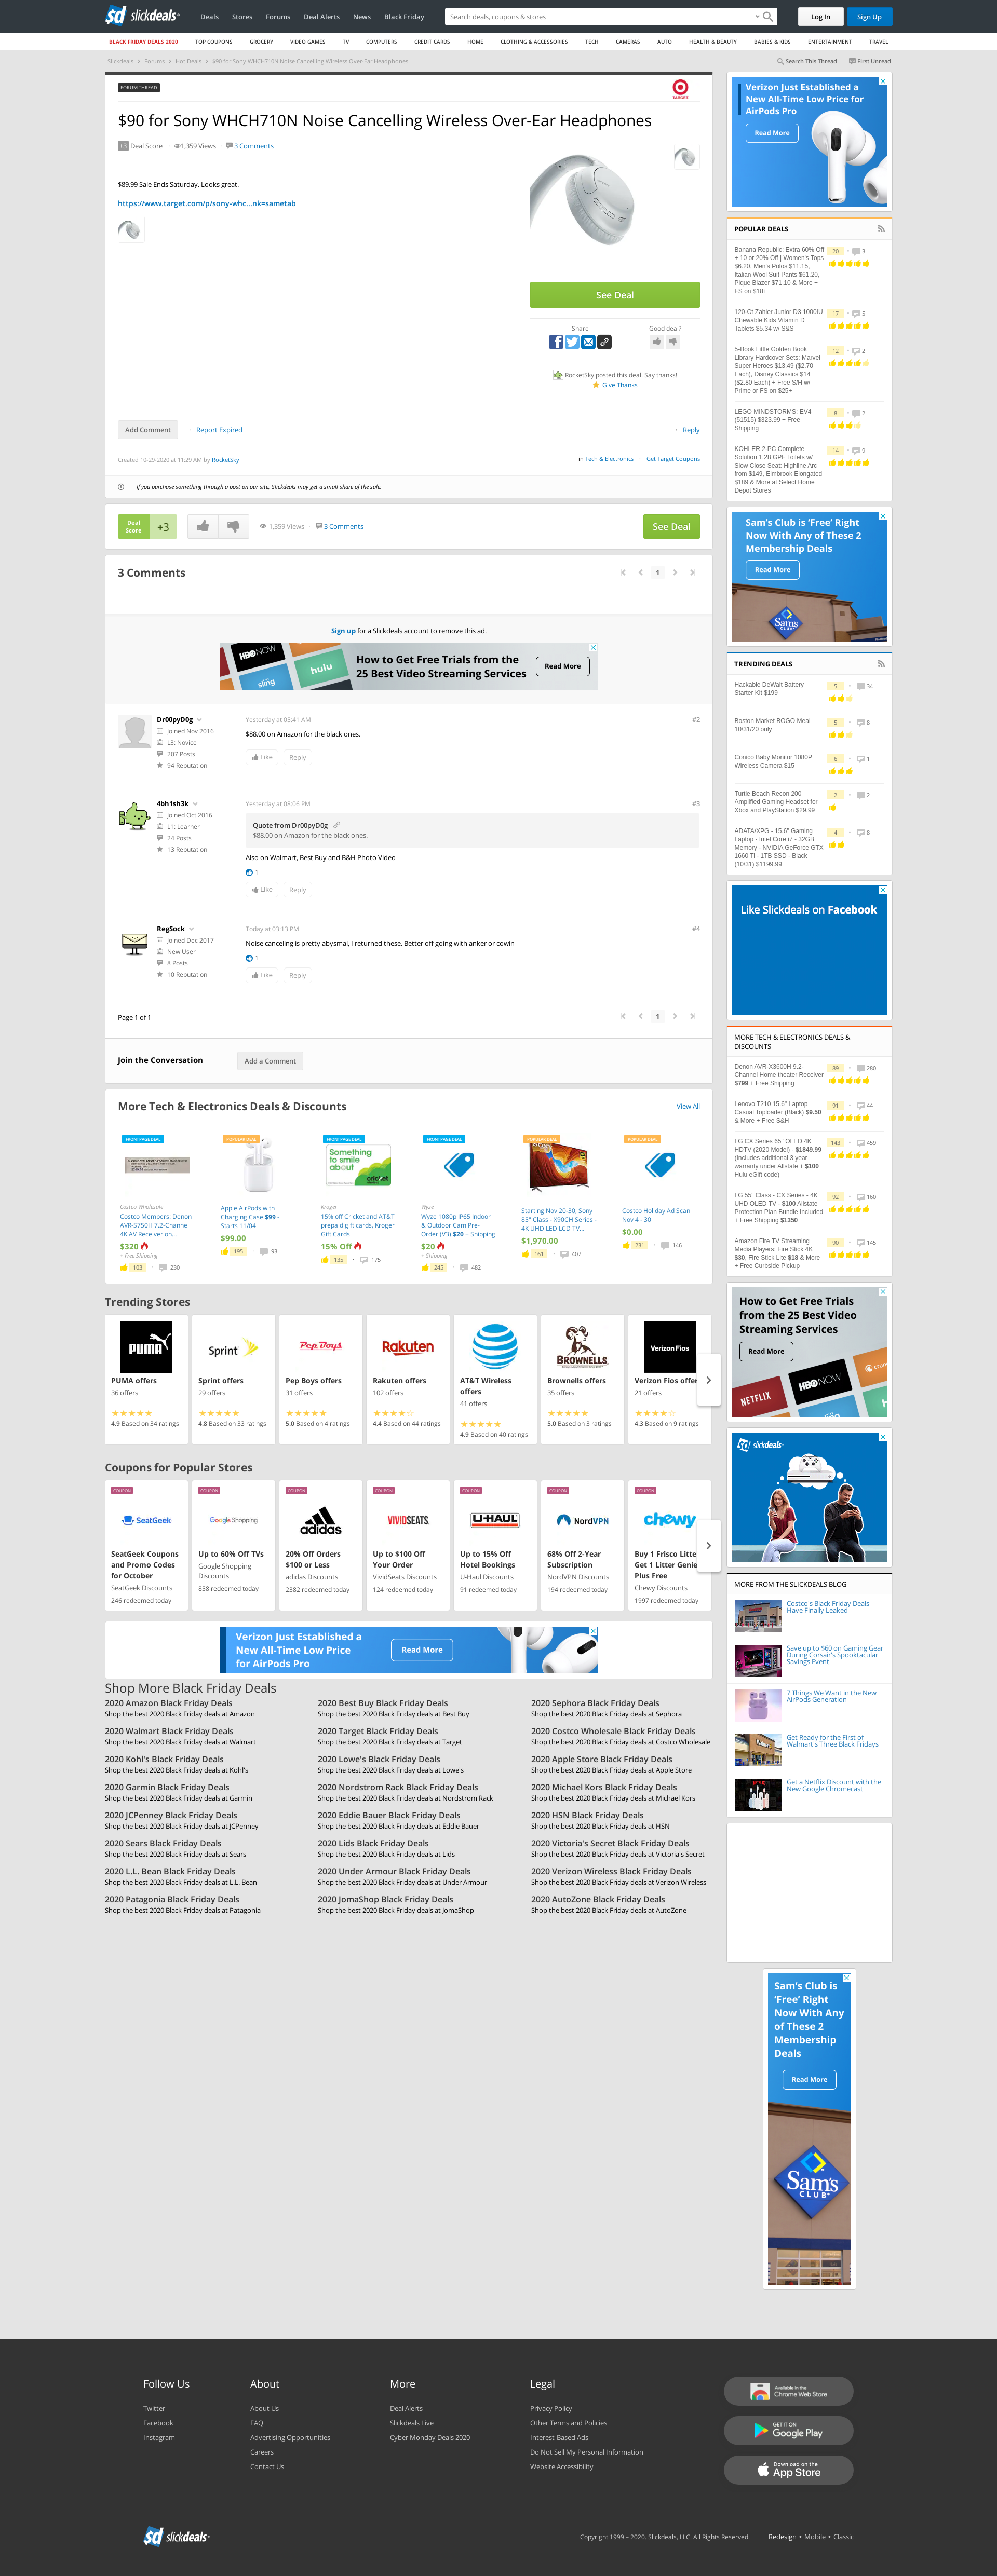 slickdeals
Deals Stores Forums Deal Alerts News Black Friday
Search deals, coupons & stores
Log In Sign Up
BLACK FRIDAY DEALS 2020 TOP COUPONS GROCERY VIDEO GAMES TV COMPUTERS CREDIT CARDS HOME CLOTHING & ACCESSORIES TECH CAMERAS AUTO HEALTH & BEAUTY BABIES & KIDS ENTERTAINMENT TRAVEL
Slickdeals Forums Hot Deals $90 for Sony WHCH710N Noise Cancelling Wireless Over-Ear Headphones
Search This Thread First Unread
FORUM THREAD
TARGET
$90 for Sony WHCH710N Noise Cancelling Wireless Over-Ear Headphones
+3 Deal Score 1,359 Views 3 Comments
$89.99 Sale Ends Saturday. Looks great.
https://www.target.com/p/sony-whc...nk=sametab
See Deal
Share Good deal?
RocketSky posted this deal. Say thanks!
Give Thanks
Add Comment Report Expired Reply
Created 10-29-2020 at 11:29 AM by RocketSky
in Tech & Electronics Get Target Coupons
If you purchase something through a post on our site, Slickdeals may get a small share of the sale.
Deal Score +3 1,359 Views 3 Comments See Deal
3 Comments
1
Sign up for a Slickdeals account to remove this ad.
HBO NOW hulu sling
How to Get Free Trials from the
25 Best Video Streaming Services
Read More
Dr00pyD0g
Joined Nov 2016
L3: Novice
207 Posts
94 Reputation
Yesterday at 05:41 AM #2
$88.00 on Amazon for the black ones.
Like Reply
4bh1sh3k
Joined Oct 2016
L1: Learner
24 Posts
13 Reputation
Yesterday at 08:06 PM #3
Quote from Dr00pyD0g
$88.00 on Amazon for the black ones.
Also on Walmart, Best Buy and B&H Photo Video
1
Like Reply
RegSock
Joined Dec 2017
New User
8 Posts
10 Reputation
Today at 03:13 PM #4
Noise canceling is pretty abysmal, I returned these. Better off going with anker or cowin
1
Like Reply
Page 1 of 1
1
Join the Conversation Add a Comment
More Tech & Electronics Deals & Discounts View All
FRONTPAGE DEAL
Costco Wholesale
Costco Members: Denon
AVR-S750H 7.2-Channel
4K AV Receiver on...
$320
+ Free Shipping
103 230
POPULAR DEAL
Apple AirPods with
Charging Case $99 -
Starts 11/04
$99.00
195 93
FRONTPAGE DEAL
Something
to smile
about
Kroger
15% off Cricket and AT&T
prepaid gift cards, Kroger
Gift Cards
15% Off
135 175
FRONTPAGE DEAL
Wyze
Wyze 1080p IP65 Indoor
& Outdoor Cam Pre-
Order (V3) $20 + Shipping
$20
+ Shipping
245 482
POPULAR DEAL
Starting Nov 20-30, Sony
85" Class - X90CH Series -
4K UHD LED LCD TV...
$1,970.00
161 407
POPULAR DEAL
Costco Holiday Ad Scan
Nov 4 - 30
$0.00
231 146
Trending Stores
PUMA
PUMA offers
36 offers
4.9 Based on 34 ratings
Sprint
Sprint offers
29 offers
4.8 Based on 33 ratings
Pep Boys
Pep Boys offers
31 offers
5.0 Based on 4 ratings
Rakuten
Rakuten offers
102 offers
4.4 Based on 44 ratings
AT&T Wireless
offers
41 offers
4.9 Based on 40 ratings
BROWNELLS
Brownells offers
35 offers
5.0 Based on 3 ratings
Verizon Fios
Verizon Fios offer
21 offers
4.3 Based on 9 ratings
Coupons for Popular Stores
COUPON
SeatGeek
SeatGeek Coupons
and Promo Codes
for October
SeatGeek Discounts
246 redeemed today
COUPON
Google Shopping
Up to 60% Off TVs
Google Shopping
Discounts
858 redeemed today
COUPON
adidas
20% Off Orders
$100 or Less
adidas Discounts
2382 redeemed today
COUPON
VIVIDSEATS
Up to $100 Off
Your Order
VividSeats Discounts
124 redeemed today
COUPON
U-HAUL
Up to 15% Off
Hotel Bookings
U-Haul Discounts
91 redeemed today
COUPON
NordVPN
68% Off 2-Year
Subscription
NordVPN Discounts
194 redeemed today
COUPON
chewy
Buy 1 Frisco Litter
Get 1 Litter Genie
Plus Free
Chewy Discounts
1997 redeemed today
Verizon Just Established a
New All-Time Low Price
for AirPods Pro
Read More
Shop More Black Friday Deals
2020 Amazon Black Friday Deals
Shop the best 2020 Black Friday deals at Amazon
2020 Best Buy Black Friday Deals
Shop the best 2020 Black Friday deals at Best Buy
2020 Sephora Black Friday Deals
Shop the best 2020 Black Friday deals at Sephora
2020 Walmart Black Friday Deals
Shop the best 2020 Black Friday deals at Walmart
2020 Target Black Friday Deals
Shop the best 2020 Black Friday deals at Target
2020 Costco Wholesale Black Friday Deals
Shop the best 2020 Black Friday deals at Costco Wholesale
2020 Kohl's Black Friday Deals
Shop the best 2020 Black Friday deals at Kohl's
2020 Lowe's Black Friday Deals
Shop the best 2020 Black Friday deals at Lowe's
2020 Apple Store Black Friday Deals
Shop the best 2020 Black Friday deals at Apple Store
2020 Garmin Black Friday Deals
Shop the best 2020 Black Friday deals at Garmin
2020 Nordstrom Rack Black Friday Deals
Shop the best 2020 Black Friday deals at Nordstrom Rack
2020 Michael Kors Black Friday Deals
Shop the best 2020 Black Friday deals at Michael Kors
2020 JCPenney Black Friday Deals
Shop the best 2020 Black Friday deals at JCPenney
2020 Eddie Bauer Black Friday Deals
Shop the best 2020 Black Friday deals at Eddie Bauer
2020 HSN Black Friday Deals
Shop the best 2020 Black Friday deals at HSN
2020 Sears Black Friday Deals
Shop the best 2020 Black Friday deals at Sears
2020 Lids Black Friday Deals
Shop the best 2020 Black Friday deals at Lids
2020 Victoria's Secret Black Friday Deals
Shop the best 2020 Black Friday deals at Victoria's Secret
2020 L.L. Bean Black Friday Deals
Shop the best 2020 Black Friday deals at L.L. Bean
2020 Under Armour Black Friday Deals
Shop the best 2020 Black Friday deals at Under Armour
2020 Verizon Wireless Black Friday Deals
Shop the best 2020 Black Friday deals at Verizon Wireless
2020 Patagonia Black Friday Deals
Shop the best 2020 Black Friday deals at Patagonia
2020 JomaShop Black Friday Deals
Shop the best 2020 Black Friday deals at JomaShop
2020 AutoZone Black Friday Deals
Shop the best 2020 Black Friday deals at AutoZone
Verizon Just Established a
New All-Time Low Price for
AirPods Pro
Read More
POPULAR DEALS
Banana Republic: Extra 60% Off
+ 10 or 20% Off | Women's Tops
$6.20, Men's Polos $11.15,
Italian Wool Suit Pants $61.20,
Pique Blazer $71.10 & More +
FS on $18+
20 3
120-Ct Zahler Junior D3 1000IU
Chewable Kids Vitamin D
Tablets $5.34 w/ S&S
17 5
5-Book Little Golden Book
Library Hardcover Sets: Marvel
Super Heroes $13.49 ($2.70
Each), Disney Classics $14
($2.80 Each) + Free S/H w/
Prime or FS on $25+
12 2
LEGO MINDSTORMS: EV4
(51515) $323.99 + Free
Shipping
8 2
KOHLER 2-PC Complete
Solution 1.28 GPF Toilets w/
Slow Close Seat: Highline Arc
from $149, Elmbrook Elongated
$189 & More at Select Home
Depot Stores
14 9
Sam's Club is 'Free' Right
Now With Any of These 2
Membership Deals
Read More
Sam's CLUB
TRENDING DEALS
Hackable DeWalt Battery
Starter Kit $199
5 34
Boston Market BOGO Meal
10/31/20 only
5 8
Contco Baby Monitor 1080P
Wireless Camera $15
6 1
Turtle Beach Recon 200
Amplified Gaming Headset for
Xbox and PlayStation $29.99
2 2
ADATA/XPG - 15.6" Gaming
Laptop - Intel Core i7 - 32GB
Memory - NVIDIA GeForce GTX
1660 Ti - 1TB SSD - Black
(10/31) $1199.99
4 8
Like Slickdeals on Facebook
MORE TECH & ELECTRONICS DEALS &
DISCOUNTS
Denon AVR-X3600H 9.2-
Channel Home theater Receiver
$799 + Free Shipping
89 280
Lenovo T210 15.6" Laptop
Casual Toploader (Black) $9.50
& More + Free S&H
91 44
LG CX Series 65" OLED 4K
HDTV (2020 Model) - $1849.99
(Includes additional 3 year
warranty under Allstate + $100
Hulu eGift code)
143 459
LG 55" Class - CX Series - 4K
UHD OLED TV - $100 Allstate
Protection Plan Bundle Included
+ Free Shipping $1350
92 160
Amazon Fire TV Streaming
Media Players: Fire Stick 4K
$30, Fire Stick Lite $18 & More
+ Free Curbside Pickup
90 145
How to Get Free Trials
from the 25 Best Video
Streaming Services
Read More
NETFLIX HBO NOW hulu
slickdeals
MORE FROM THE SLICKDEALS BLOG
Costco's Black Friday Deals
Have Finally Leaked
Save up to $60 on Gaming Gear
During Corsair's Spooktacular
Savings Event
7 Things We Want in the New
AirPods Generation
Get Ready for the First of
Walmart's Three Black Fridays
Get a Netflix Discount with the
New Google Chromecast
Sam's Club is
'Free' Right
Now With Any
of These 2
Membership
Deals
Read More
Sam's CLUB
Follow Us
Twitter
Facebook
Instagram
About
About Us
FAQ
Advertising Opportunities
Careers
Contact Us
More
Deal Alerts
Slickdeals Live
Cyber Monday Deals 2020
Legal
Privacy Policy
Other Terms and Policies
Interest-Based Ads
Do Not Sell My Personal Information
Website Accessibility
Available in the
Chrome Web Store
GET IT ON
Google Play
Download on the
App Store
slickdeals
Copyright 1999 – 2020. Slickdeals, LLC. All Rights Reserved. Redesign • Mobile • Classic